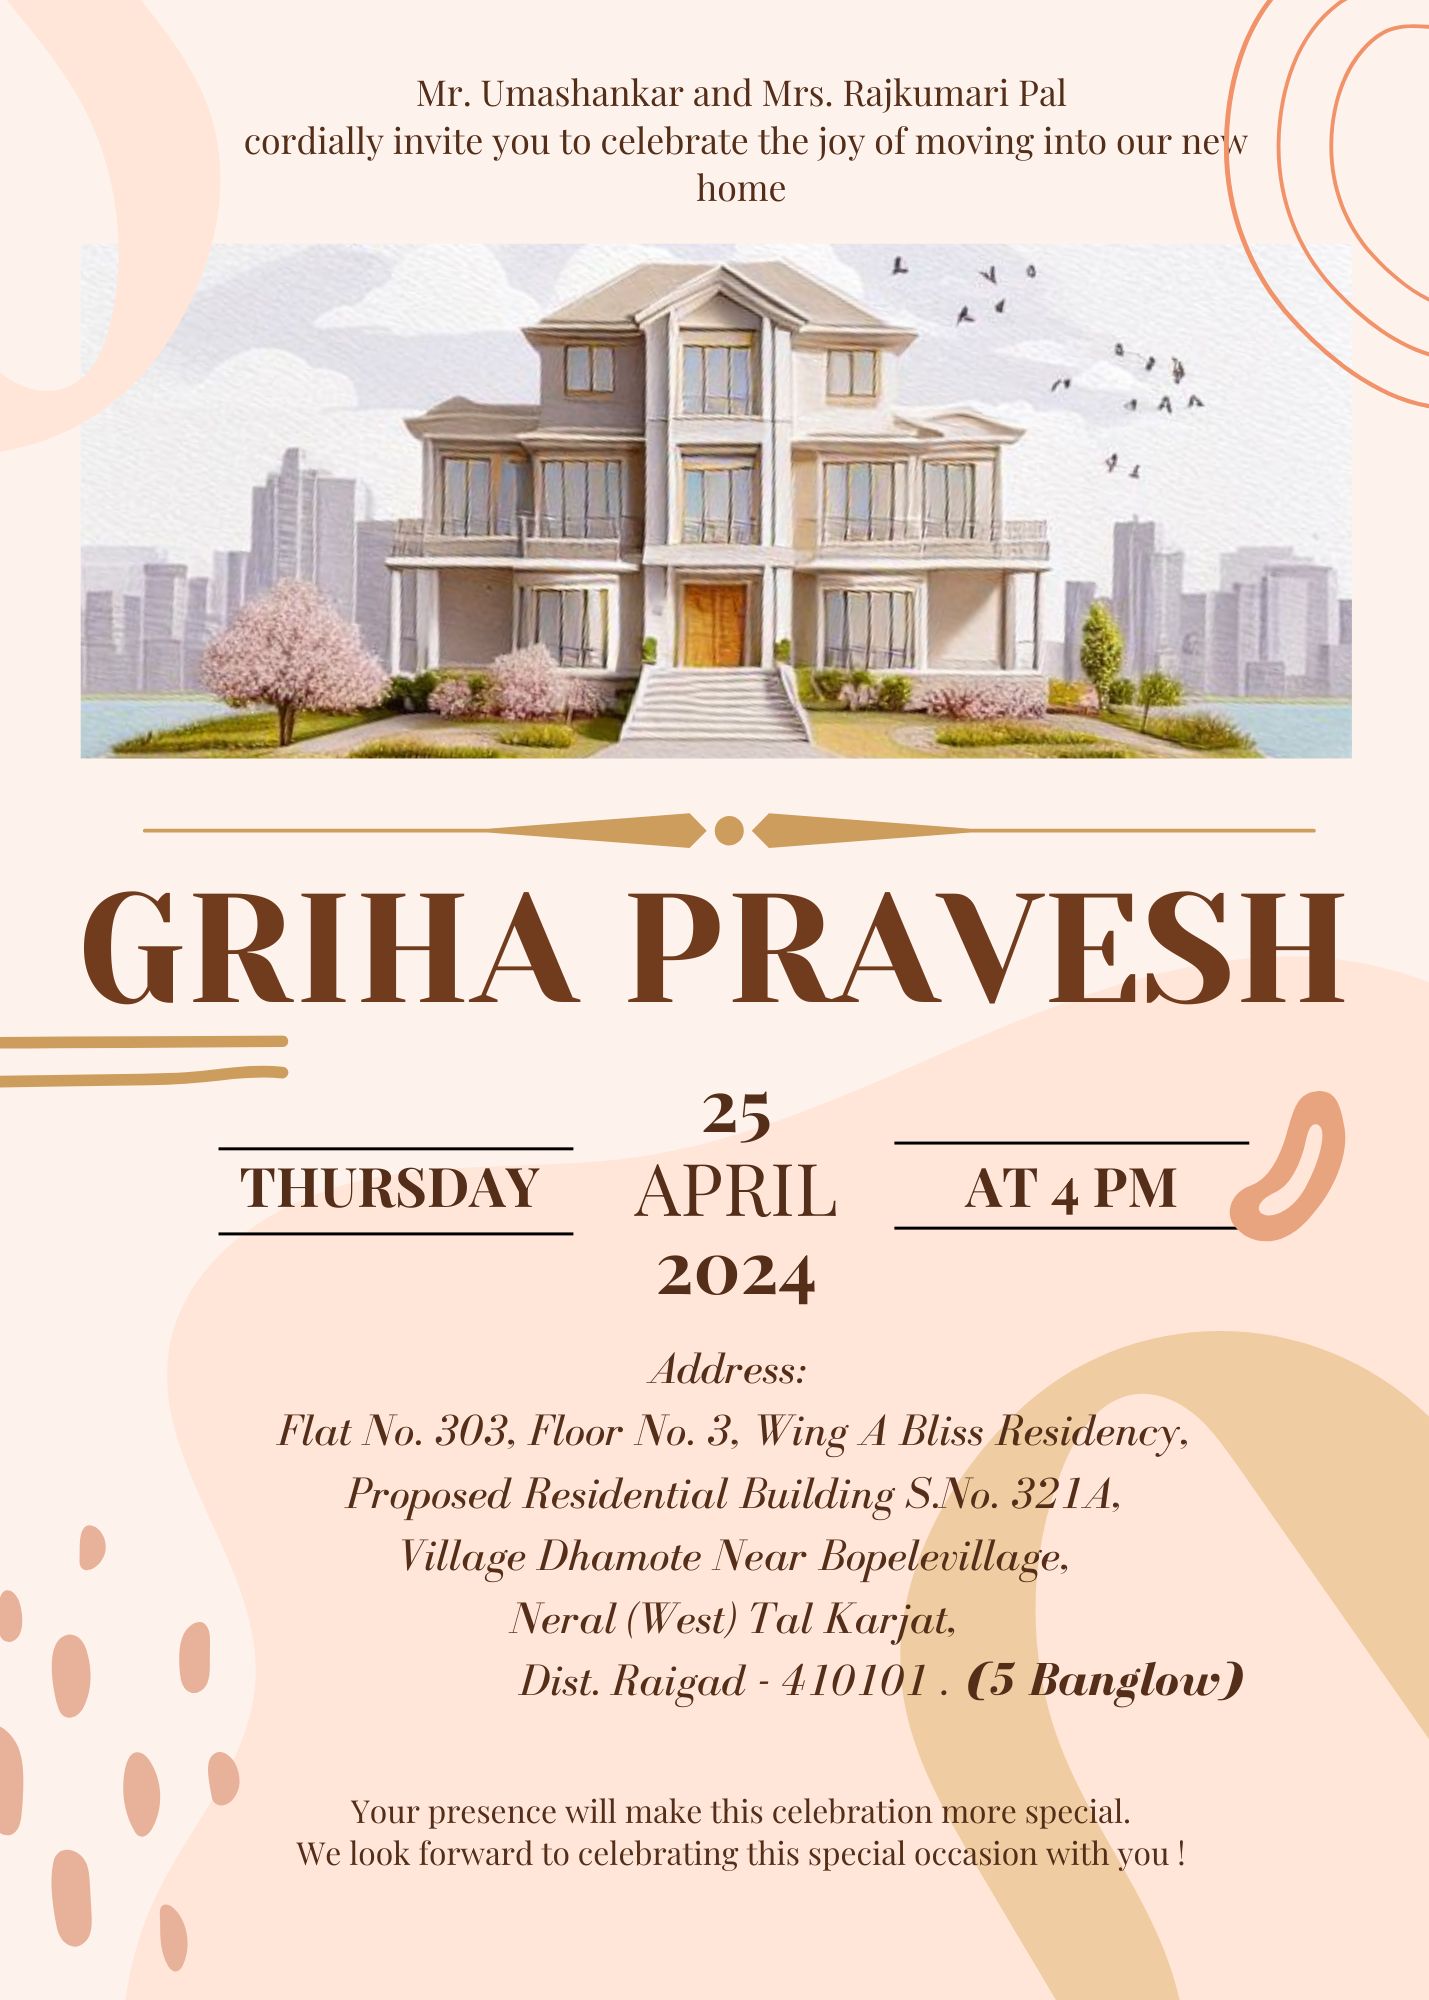 Mr. Umashankar and Mrs. Rajkumari Pal
cordially invite you to celebrate the joy of moving into our new
home
GRIHA PRAVESH
THURSDAY
25
APRIL
2024
AT 4 PM
Address:
Flat No. 303, Floor No. 3, Wing A Bliss Residency,
Proposed Residential Building S.No. 321A,
Village Dhamote Near Bopelevillage,
Neral (West) Tal Karjat,
Dist. Raigad - 410101 . (5 Banglow)
Your presence will make this celebration more special.
We look forward to celebrating this special occasion with you !